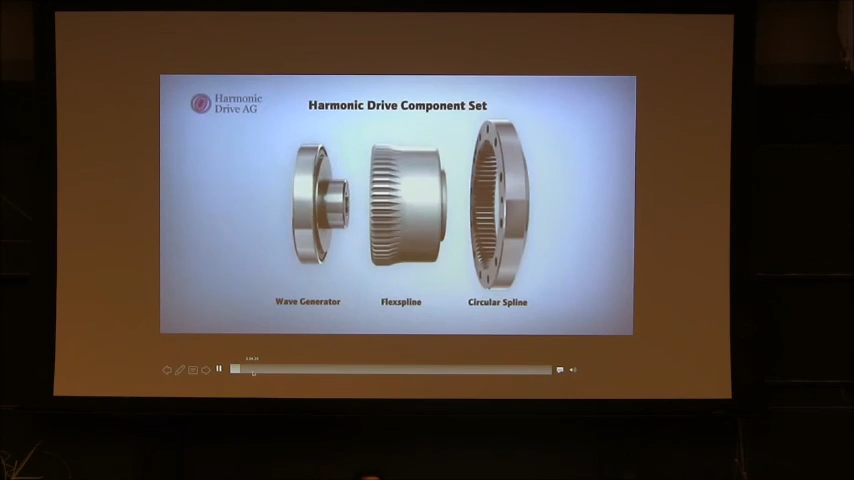 Harmonic
Drive AG
Harmonic Drive Component Set
Wave Generator
Flexspline
Circular Spline